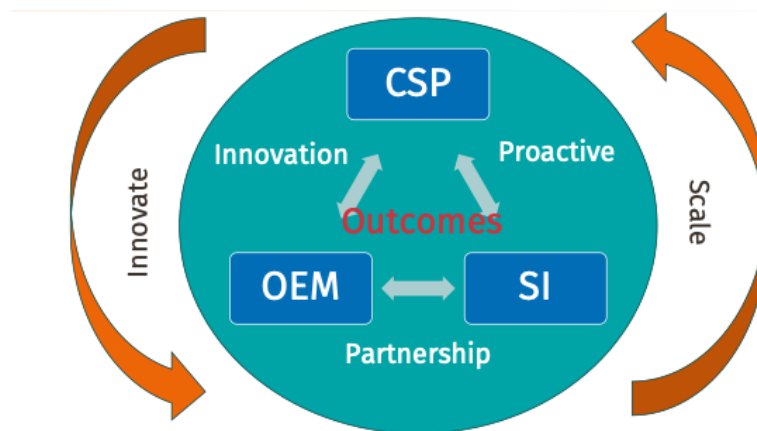 CSP
Innovation
Proactive
Innovate
Outcomes
Scale
OEM
SI
Partnership